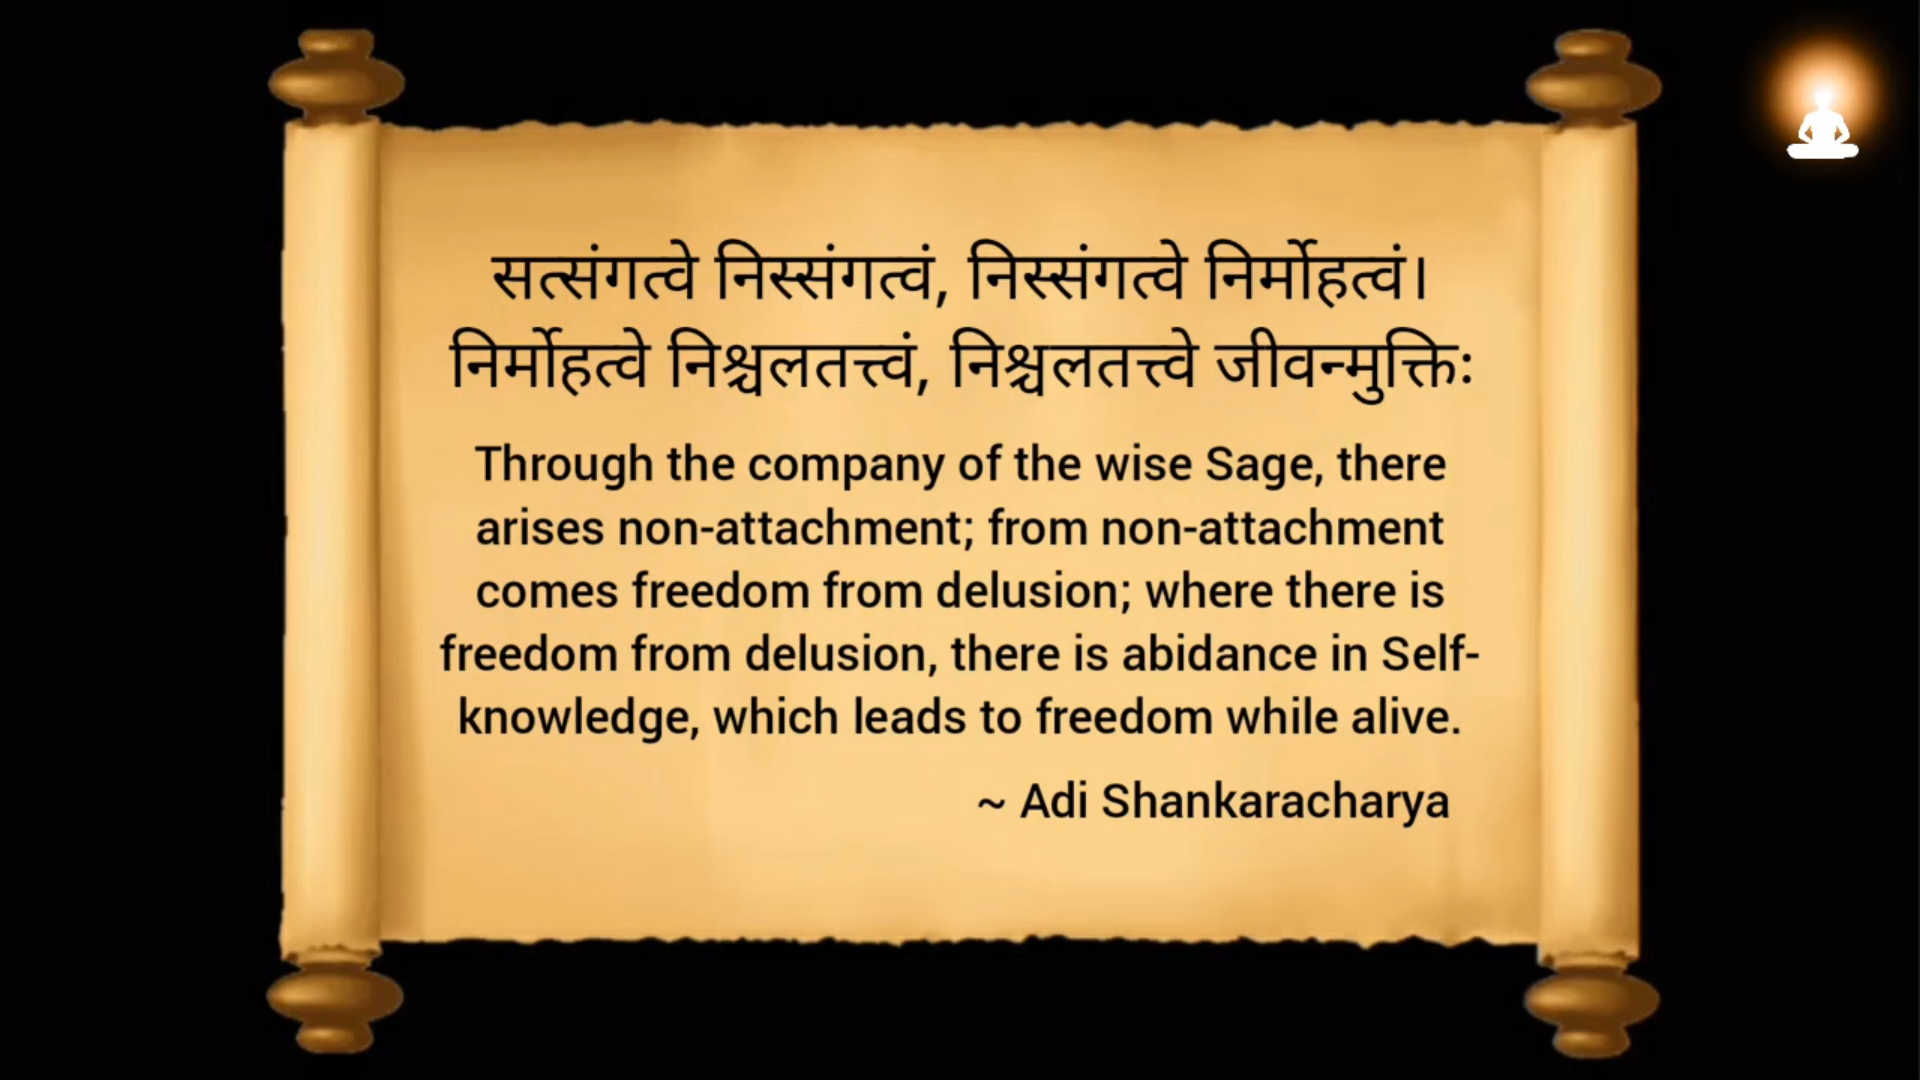 सत्संगत्वे निस्संगत्वं, निस्संगत्वे निर्मोहत्वं।
निर्मोहत्वे निश्चलतत्त्वं, निश्चलतत्त्वे जीवन्मुक्तिः
Through the company of the wise Sage, there
arises non-attachment; from non-attachment
comes freedom from delusion; where there is
freedom from delusion, there is abidance in Self-
knowledge, which leads to freedom while alive.
~ Adi Shankaracharya